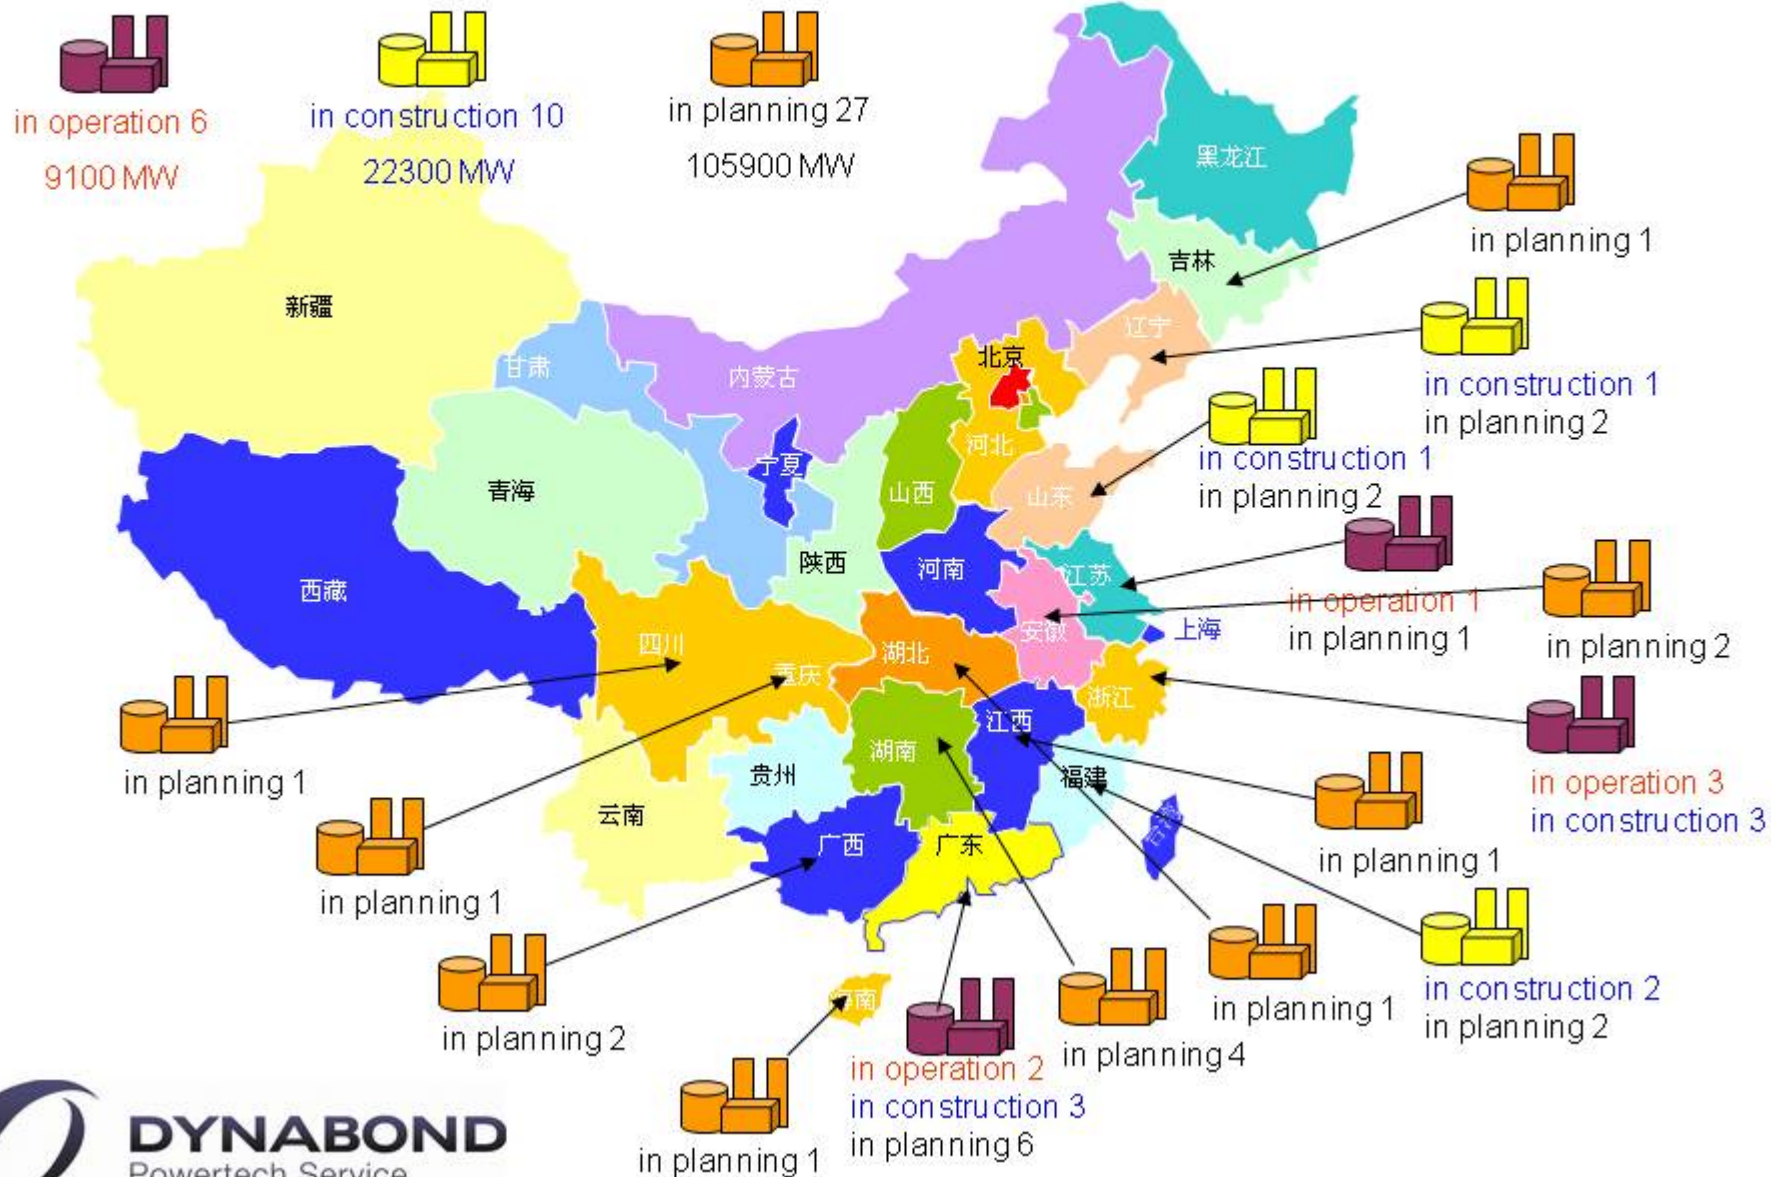 in operation 6
9100 MW
in construction 10
22300 MW
in planning 27
105900 MW
黑龙江
in planning 1
吉林
新疆
辽宁
北京
甘肃
内蒙古
in construction 1
in planning 2
河北
宁夏
in construction 1
in planning 2
青海
山西
山东
陕西
河南
江苏
西藏
in operation 1
in planning 1
安徽
上海
四川
湖北
in planning 2
重庆
浙江
江西
湖南
贵州
福建
in planning 1
in operation 3
in construction 3
云南
广西
广东
in planning 1
in planning 1
in planning 2
海南
in planning 1
in construction 2
in planning 2
in planning 4
in operation 2
in construction 3
in planning 6
in planning 1
DYNABOND
Powertech Service